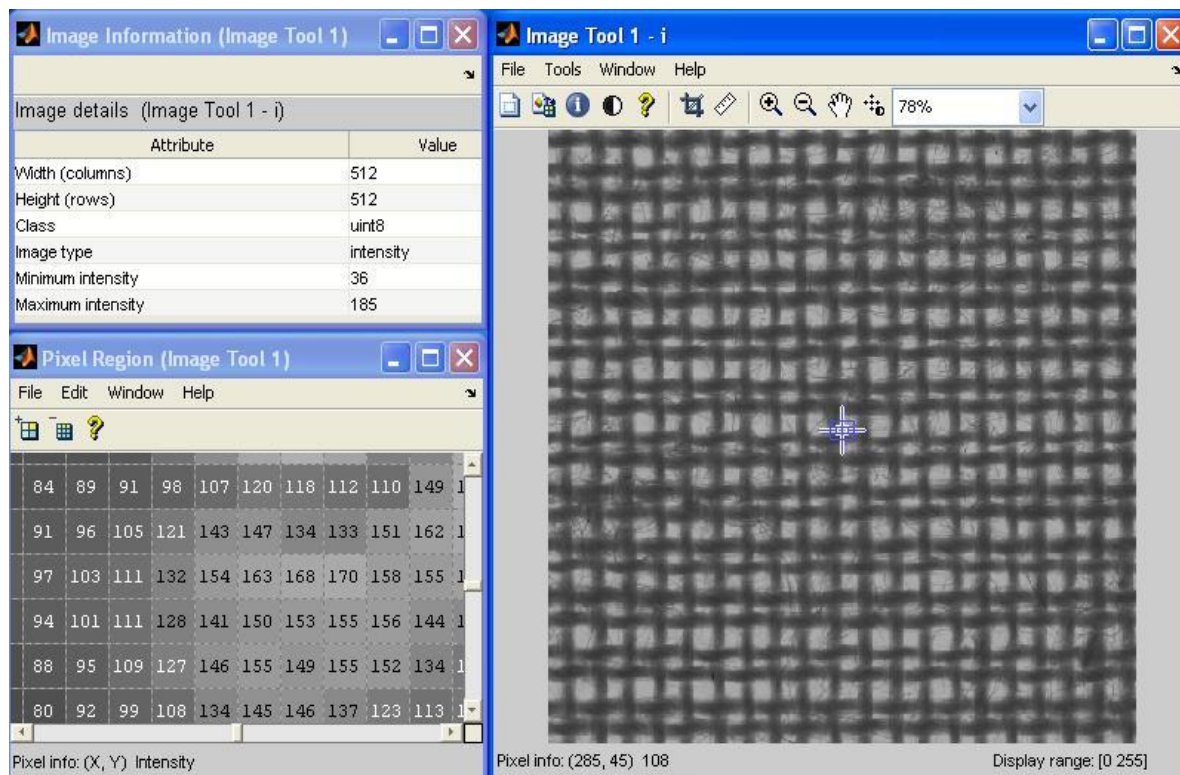 Image Information (Image Tool 1)
Image details (Image Tool 1 - i)
Attribute Value
Width (columns) 512
Height (rows) 512
Class uint8
Image type intensity
Minimum intensity 36
Maximum intensity 185
Pixel Region (Image Tool 1)
File Edit Window Help
84 89 91 98 107 120 118 112 110 149
91 96 105 121 143 147 134 133 151 162
97 103 111 132 154 163 168 170 158 155
94 101 111 128 141 150 153 155 156 144
88 95 109 127 146 155 149 155 152 134
80 92 99 108 134 145 146 137 123 113
Pixel info: (X, Y) Intensity
Image Tool 1 - i
File Tools Window Help
78%
Pixel info: (285, 45) 108
Display range: [0 255]